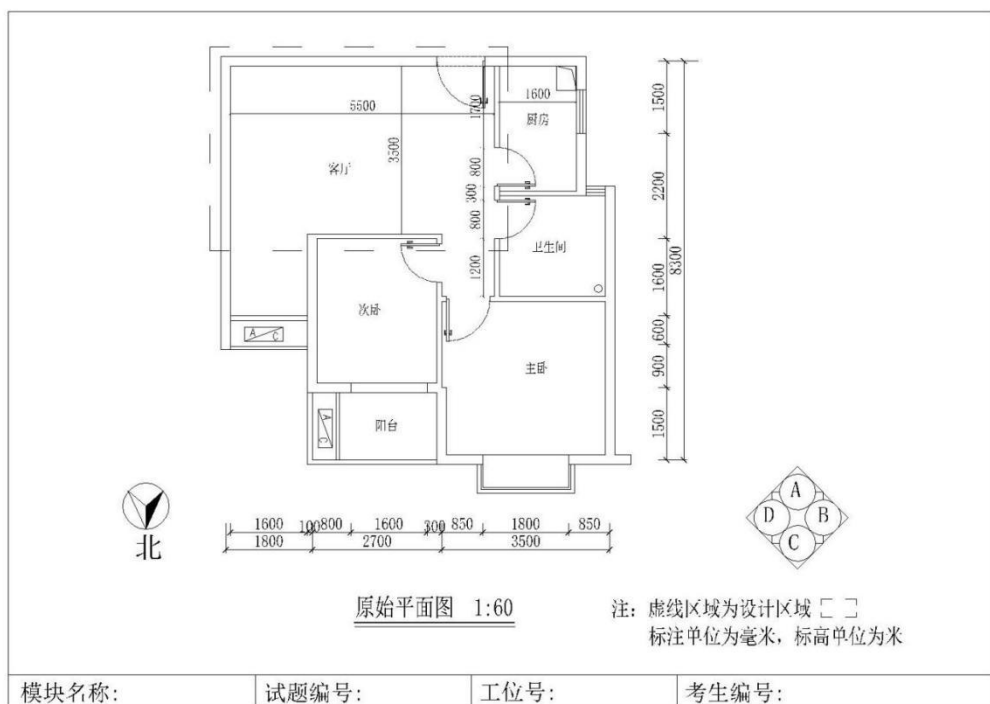 5500
3500
1700
1600
厨房
客厅
800
300
800
1200
卫生间
次卧
主卧
阳台
A C
A C
1500
2200
1600
600
900
1500
8300
北
1600 100 800 1600 300 850 1800 850
1800 2700 3500
A
D B
C
原始平面图 1:60
注: 虚线区域为设计区域
标注单位为毫米, 标高单位为米
模块名称: 试题编号: 工位号: 考生编号: